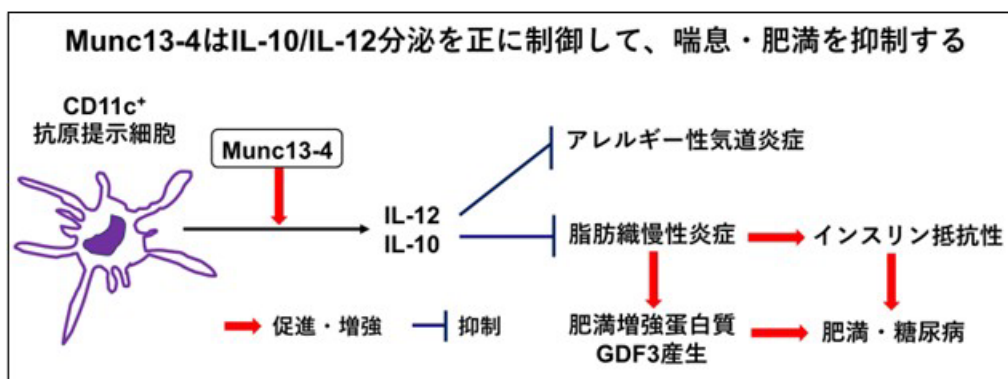 Munc13-4はIL-10/IL-12分泌を正に制御して、喘息・肥満を抑制する
CD11c+
抗原提示細胞
Munc13-4
IL-12
IL-10
アレルギー性気道炎症
脂肪織慢性炎症
インスリン抵抗性
肥満増強蛋白質
GDF3産生
肥満・糖尿病
促進・増強
抑制